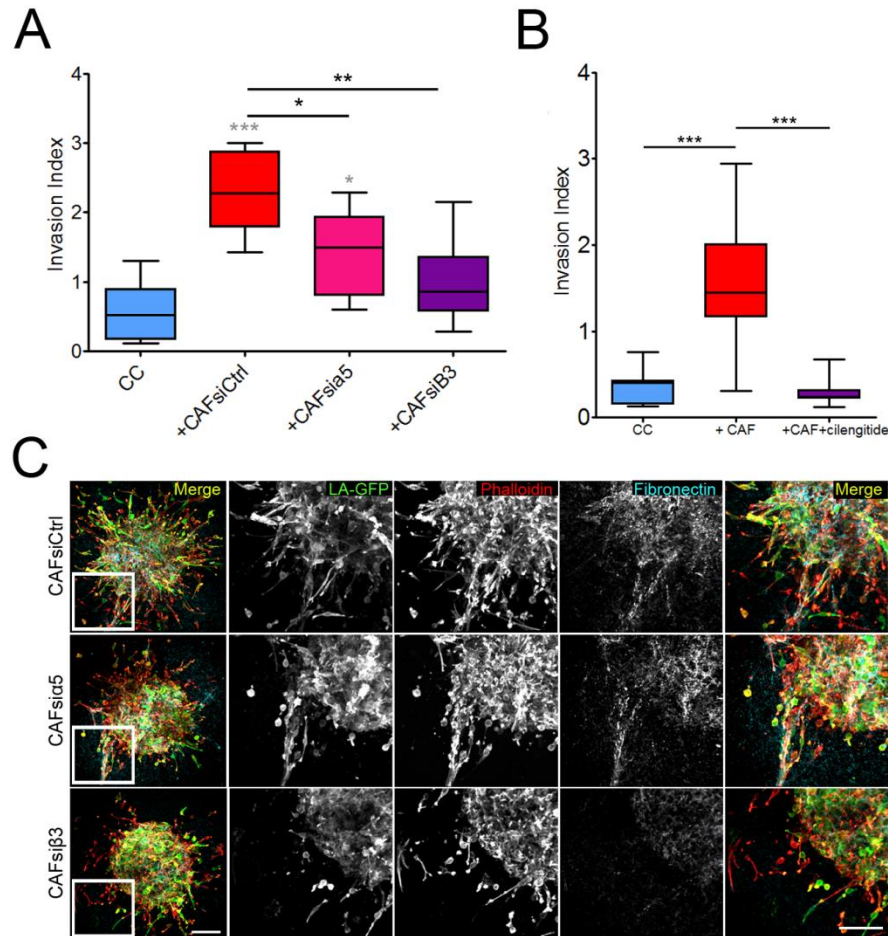 A
Invasion Index
4
3
2
1
0
***
*
*
**
CC
+CAFsiCtrl
+CAFsia5
+CAFsiB3
B
Invasion Index
4
3
2
1
0
***
***
CC
+ CAF
+CAF+cilengitide
C
Merge
LA-GFP
Phalloidin
Fibronectin
Merge
CAFsiCtrl
CAFsiα5
CAFsiβ3